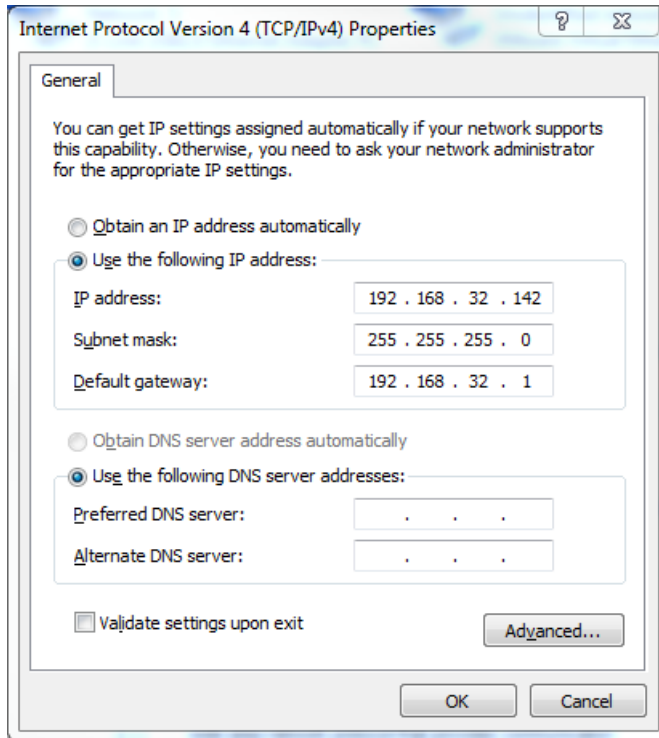 Internet Protocol Version 4 (TCP/IPv4) Properties
General
You can get IP settings assigned automatically if your network supports
this capability. Otherwise, you need to ask your network administrator
for the appropriate IP settings.
Obtain an IP address automatically
Use the following IP address:
IP address: 192 . 168 . 32 . 142
Subnet mask: 255 . 255 . 255 . 0
Default gateway: 192 . 168 . 32 . 1
Obtain DNS server address automatically
Use the following DNS server addresses:
Preferred DNS server: . . .
Alternate DNS server: . . .
Validate settings upon exit
Advanced...
OK Cancel